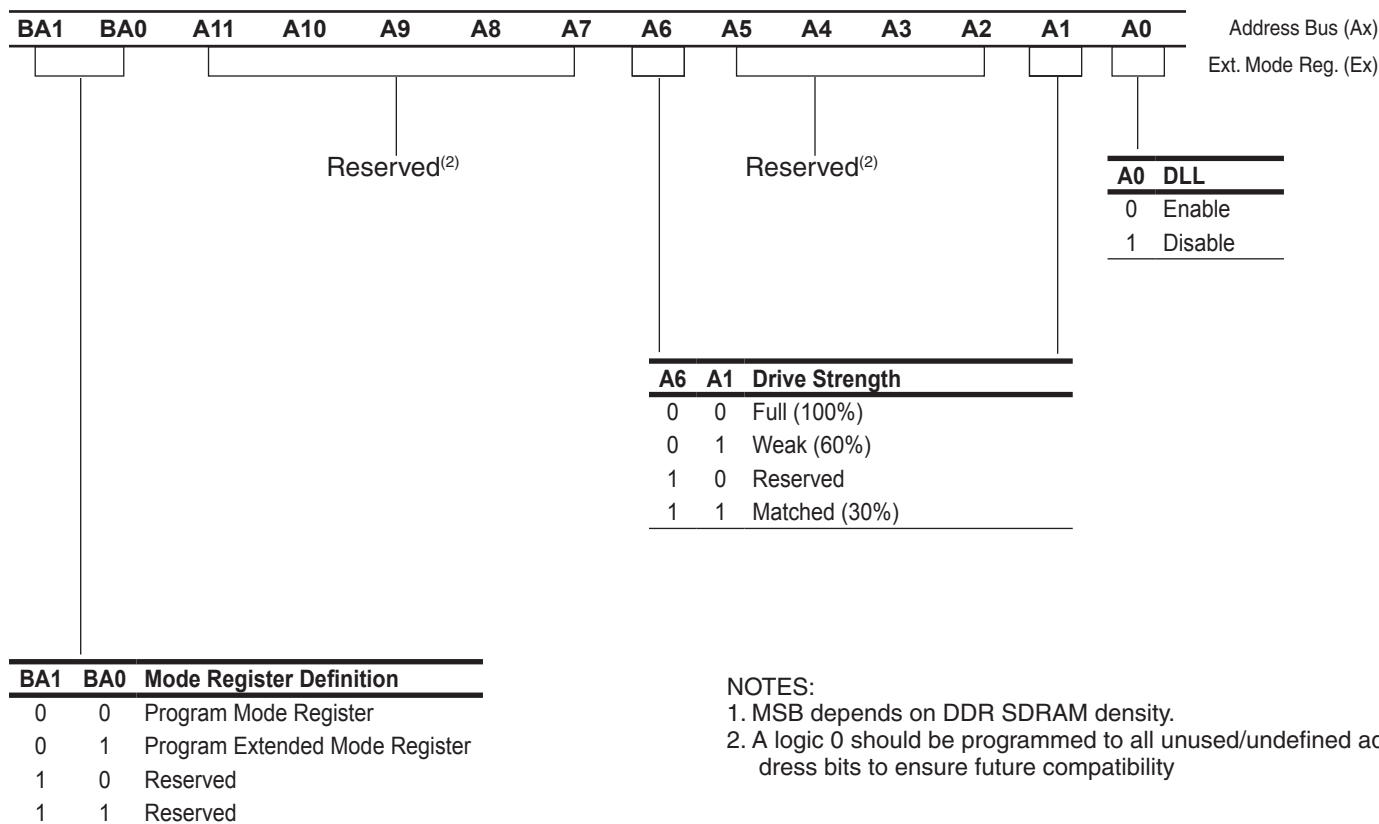 BA1 BA0 A11 A10 A9 A8 A7 A6 A5 A4 A3 A2 A1 A0 Address Bus (Ax)
Ext. Mode Reg. (Ex)
Reserved(2) Reserved(2)
A0 DLL
0 Enable
1 Disable
A6 A1 Drive Strength
0 0 Full (100%)
0 1 Weak (60%)
1 0 Reserved
1 1 Matched (30%)
BA1 BA0 Mode Register Definition
0 0 Program Mode Register
0 1 Program Extended Mode Register
1 0 Reserved
1 1 Reserved
NOTES:
1. MSB depends on DDR SDRAM density.
2. A logic 0 should be programmed to all unused/undefined ad
dress bits to ensure future compatibility